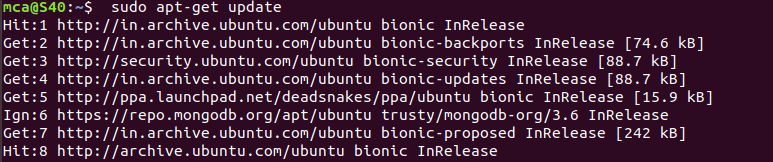 mca@S40:~$  sudo apt-get update
Hit:1 http://in.archive.ubuntu.com/ubuntu bionic InRelease
Get:2 http://in.archive.ubuntu.com/ubuntu bionic-backports InRelease [74.6 kB]
Get:3 http://security.ubuntu.com/ubuntu bionic-security InRelease [88.7 kB]
Get:4 http://in.archive.ubuntu.com/ubuntu bionic-updates InRelease [88.7 kB]
Get:5 http://ppa.launchpad.net/deadsnakes/ppa/ubuntu bionic InRelease [15.9 kB]
Ign:6 https://repo.mongodb.org/apt/ubuntu trusty/mongodb-org/3.6 InRelease
Get:7 http://in.archive.ubuntu.com/ubuntu bionic-proposed InRelease [242 kB]
Hit:8 http://archive.ubuntu.com/ubuntu bionic InRelease